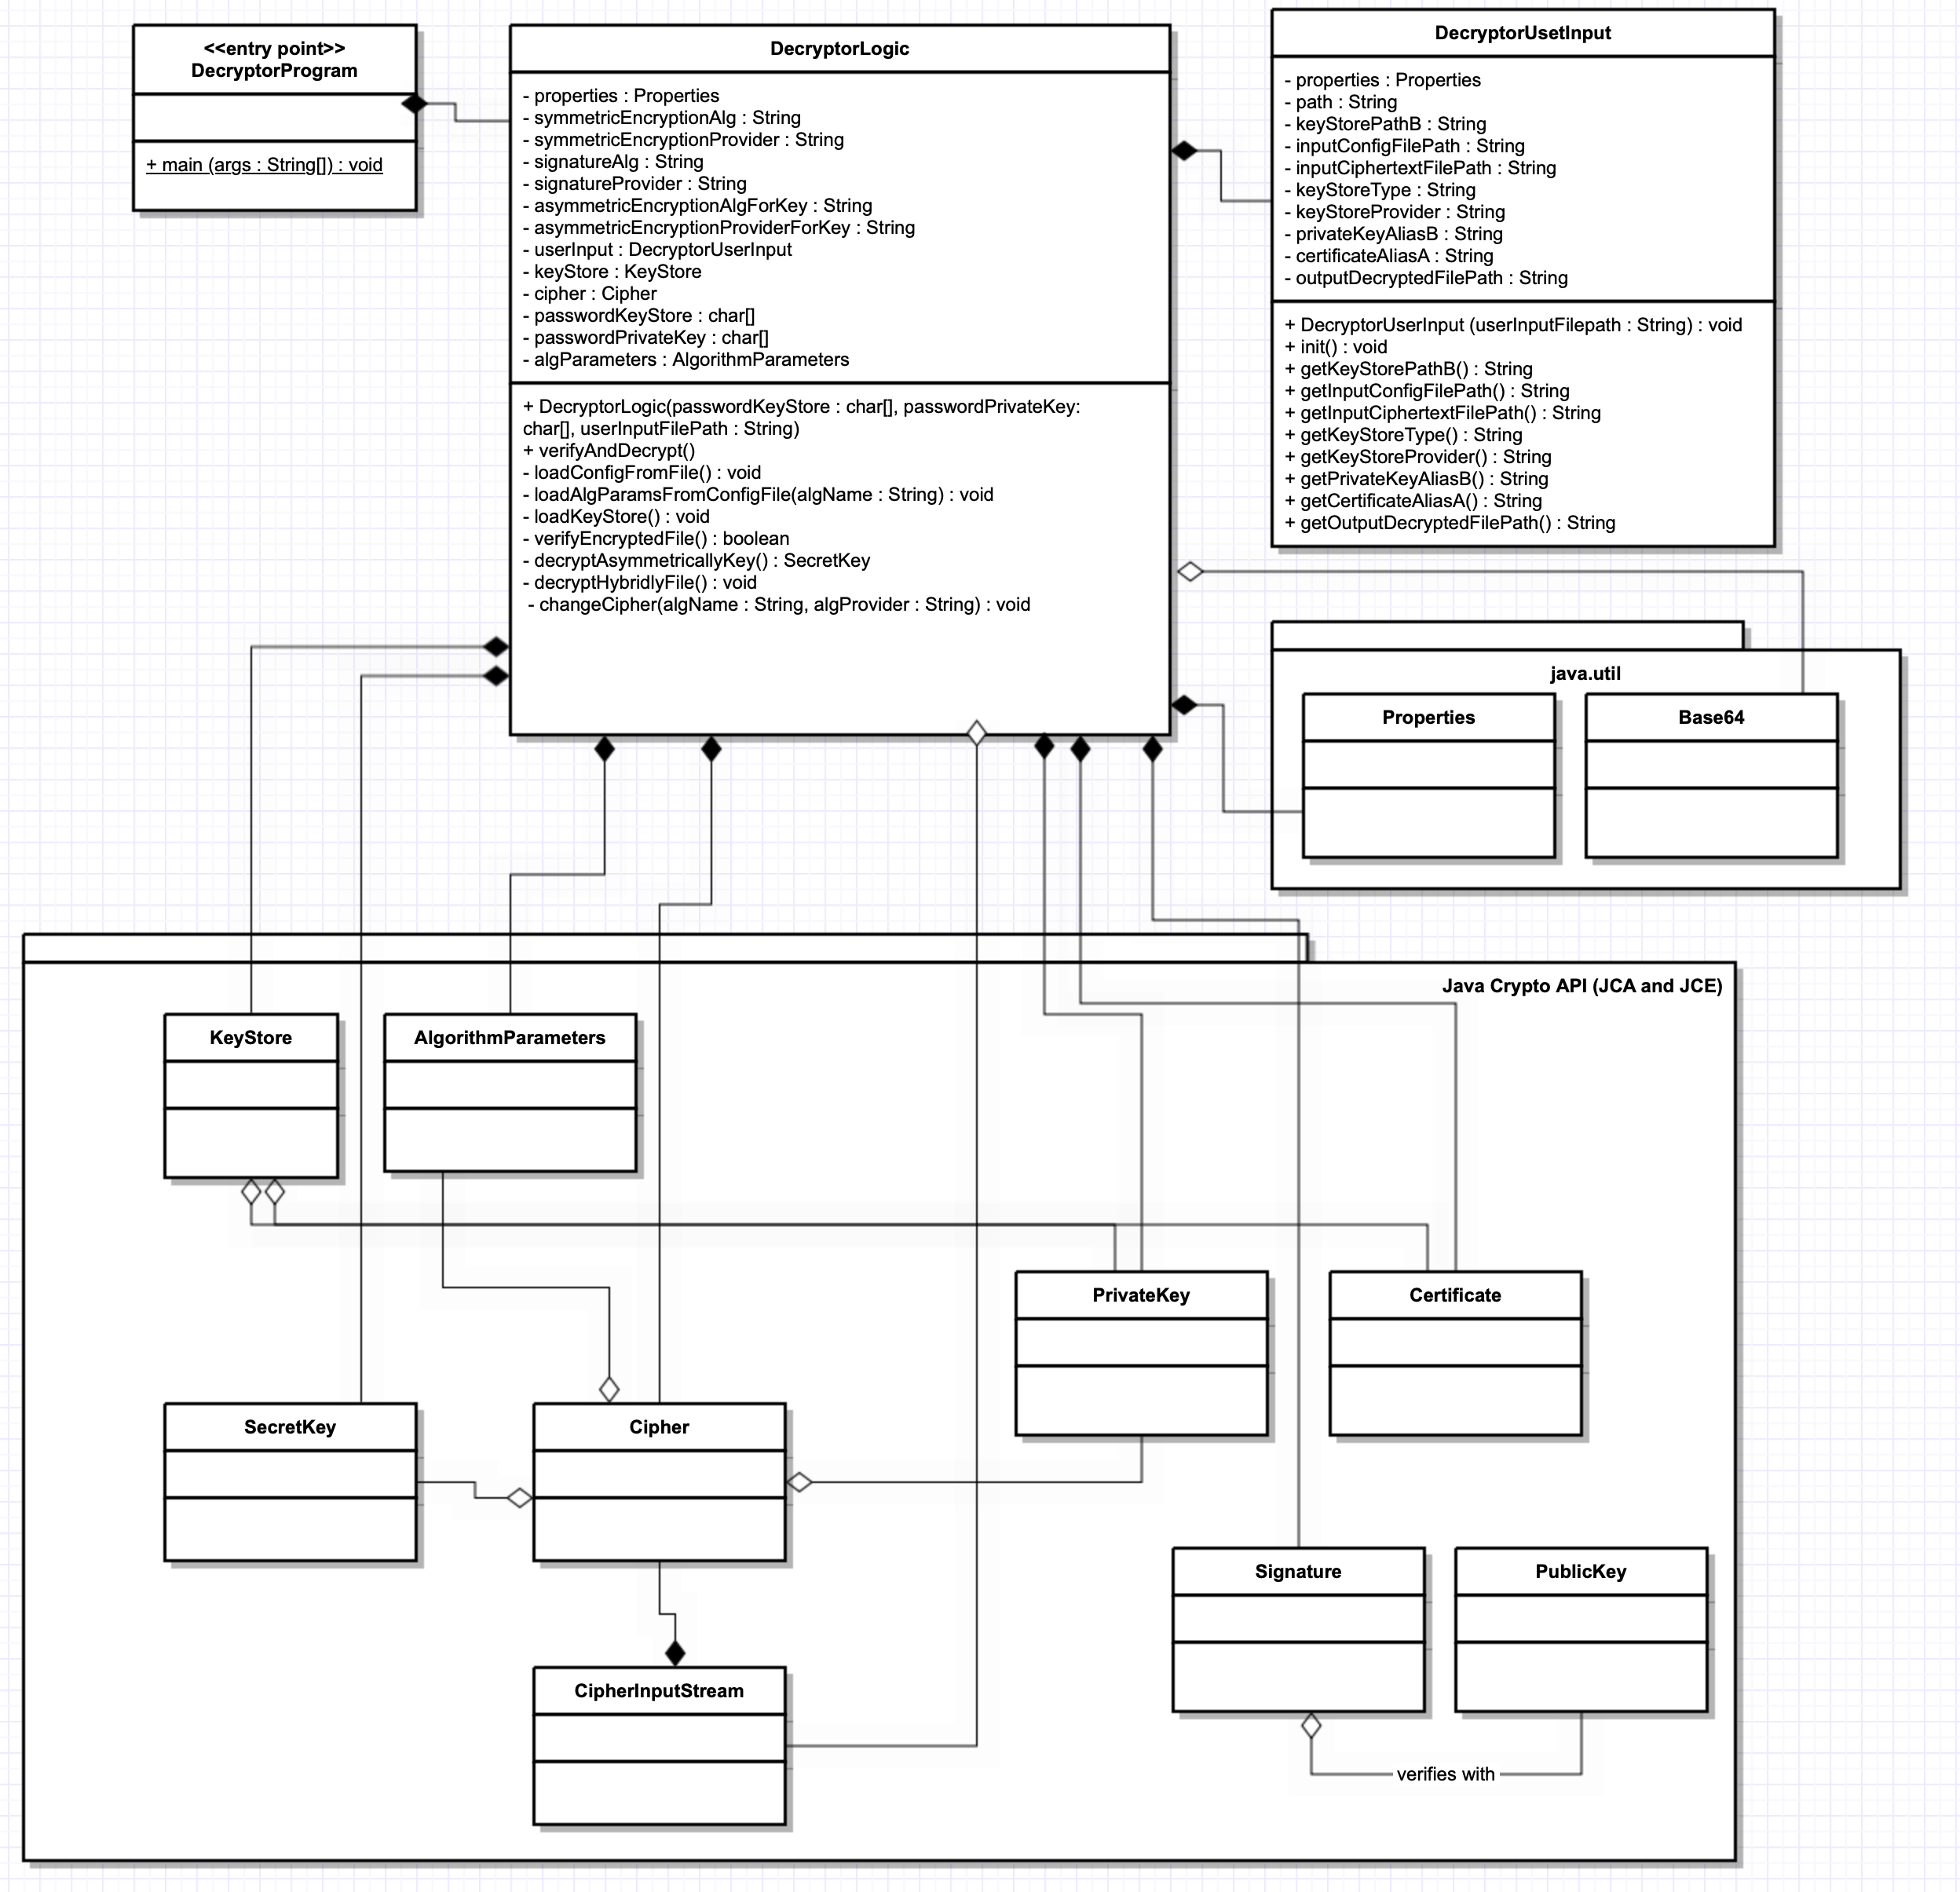 <<entry point>>
DecryptorProgram
+ main (args : String[]) : void
DecryptorLogic
- properties : Properties
- symmetricEncryptionAlg : String
- symmetricEncryptionProvider : String
- signatureAlg : String
- signatureProvider : String
- asymmetricEncryptionAlgForKey : String
- asymmetricEncryptionProviderForKey : String
- userInput : DecryptorUserInput
- keyStore : KeyStore
- cipher : Cipher
- passwordKeyStore : char[]
- passwordPrivateKey : char[]
- algParameters : AlgorithmParameters
+ DecryptorLogic(passwordKeyStore : char[], passwordPrivateKey:
char[], userInputFilePath : String)
+ verifyAndDecrypt()
- loadConfigFromFile() : void
- loadAlgParamsFromConfigFile(algName : String) : void
- loadKeyStore() : void
- verifyEncryptedFile() : boolean
- decryptAsymmetricallyKey() : SecretKey
- decryptHybridlyFile() : void
- changeCipher(algName : String, algProvider : String) : void
DecryptorUsetInput
- properties : Properties
- path : String
- keyStorePathB : String
- inputConfigFilePath : String
- inputCiphertextFilePath : String
- keyStoreType : String
- keyStoreProvider : String
- privateKeyAliasB : String
- certificateAliasA : String
- outputDecryptedFilePath : String
+ DecryptorUserInput (userInputFilepath : String) : void
+ init() : void
+ getKeyStorePathB() : String
+ getInputConfigFilePath() : String
+ getInputCiphertextFilePath() : String
+ getKeyStoreType() : String
+ getKeyStoreProvider() : String
+ getPrivateKeyAliasB() : String
+ getCertificateAliasA() : String
+ getOutputDecryptedFilePath() : String
java.util
Properties
Base64
Java Crypto API (JCA and JCE)
KeyStore
AlgorithmParameters
PrivateKey
Certificate
SecretKey
Cipher
Signature
PublicKey
CipherInputStream
verifies with